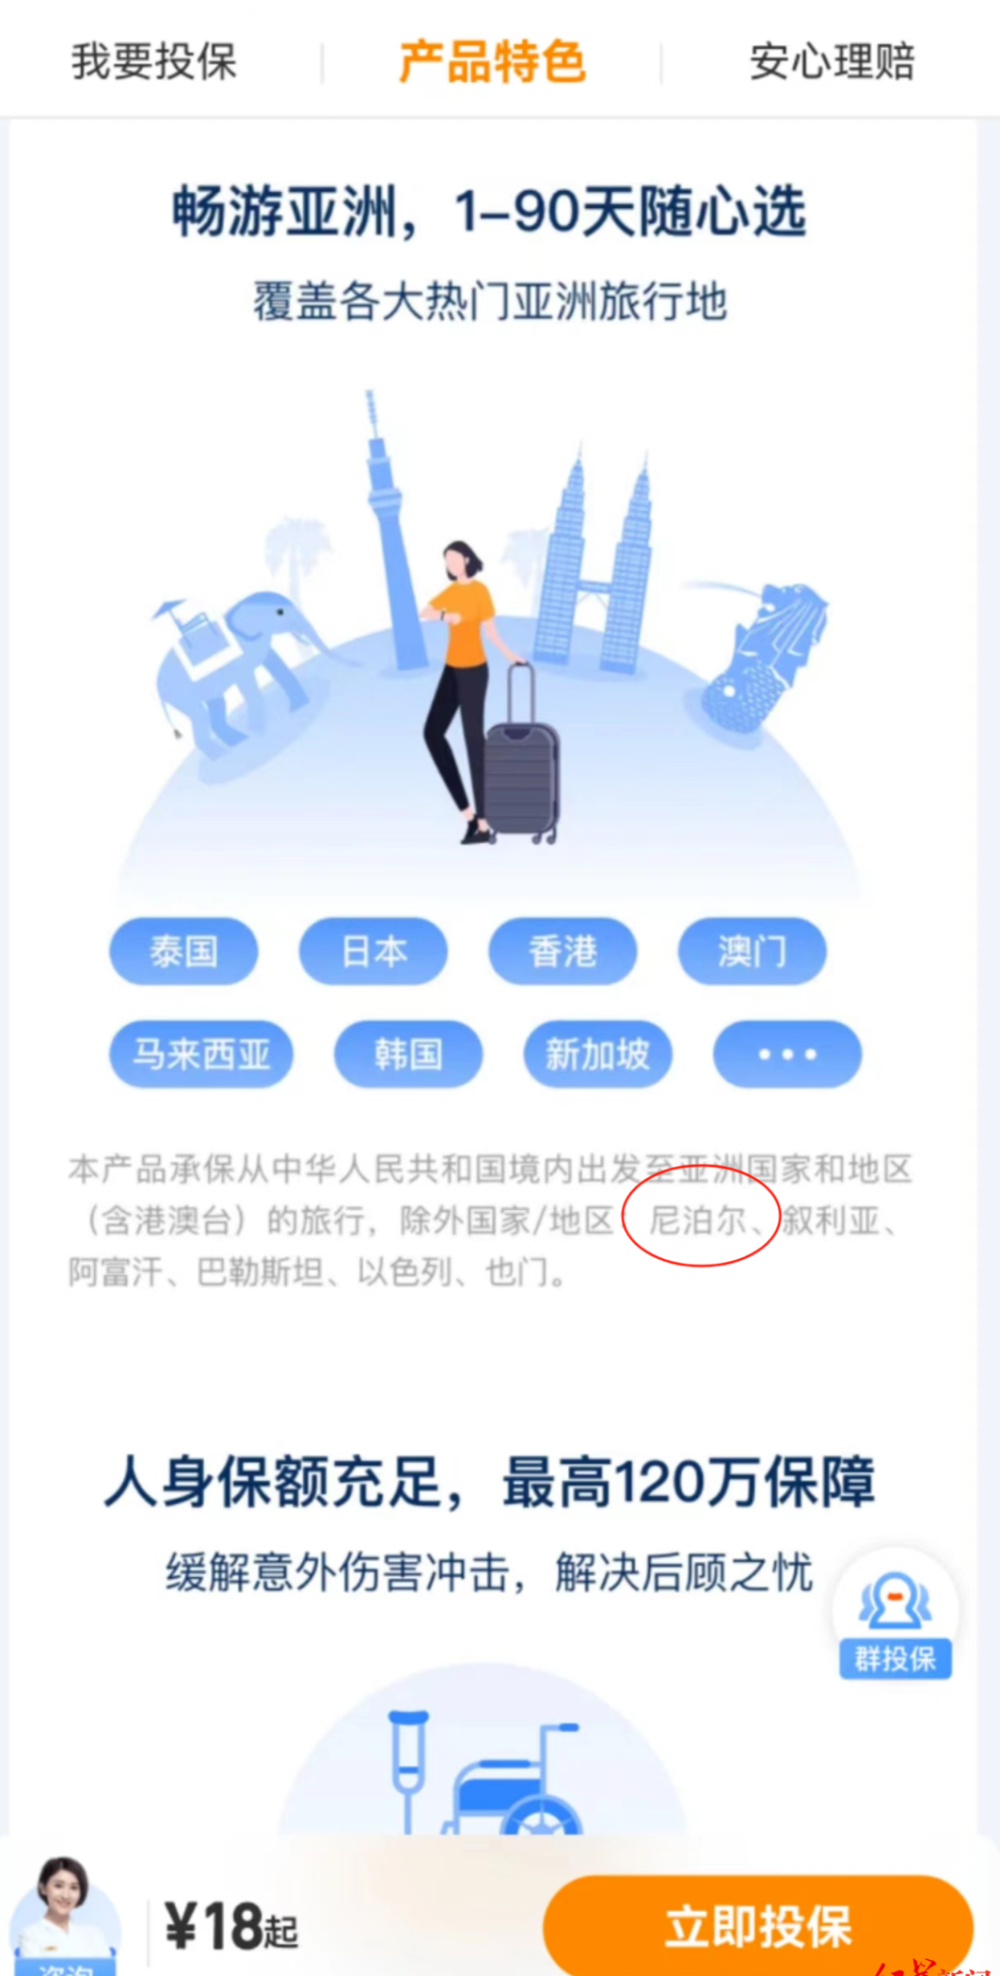 我要投保
产品特色
安心理赔
畅游亚洲，1-90天随心选
覆盖各大热门亚洲旅行地
泰国
日本
香港
澳门
马来西亚
韩国
新加坡
•••
本产品承保从中华人民共和国境内出发至亚洲国家和地区
（含港澳台）的旅行，除外国家/地区 尼泊尔、叙利亚、
阿富汗、巴勒斯坦、以色列、也门。
人身保额充足，最高120万保障
缓解意外伤害冲击，解决后顾之忧
群投保
咨询
¥18起
立即投保
红星新闻